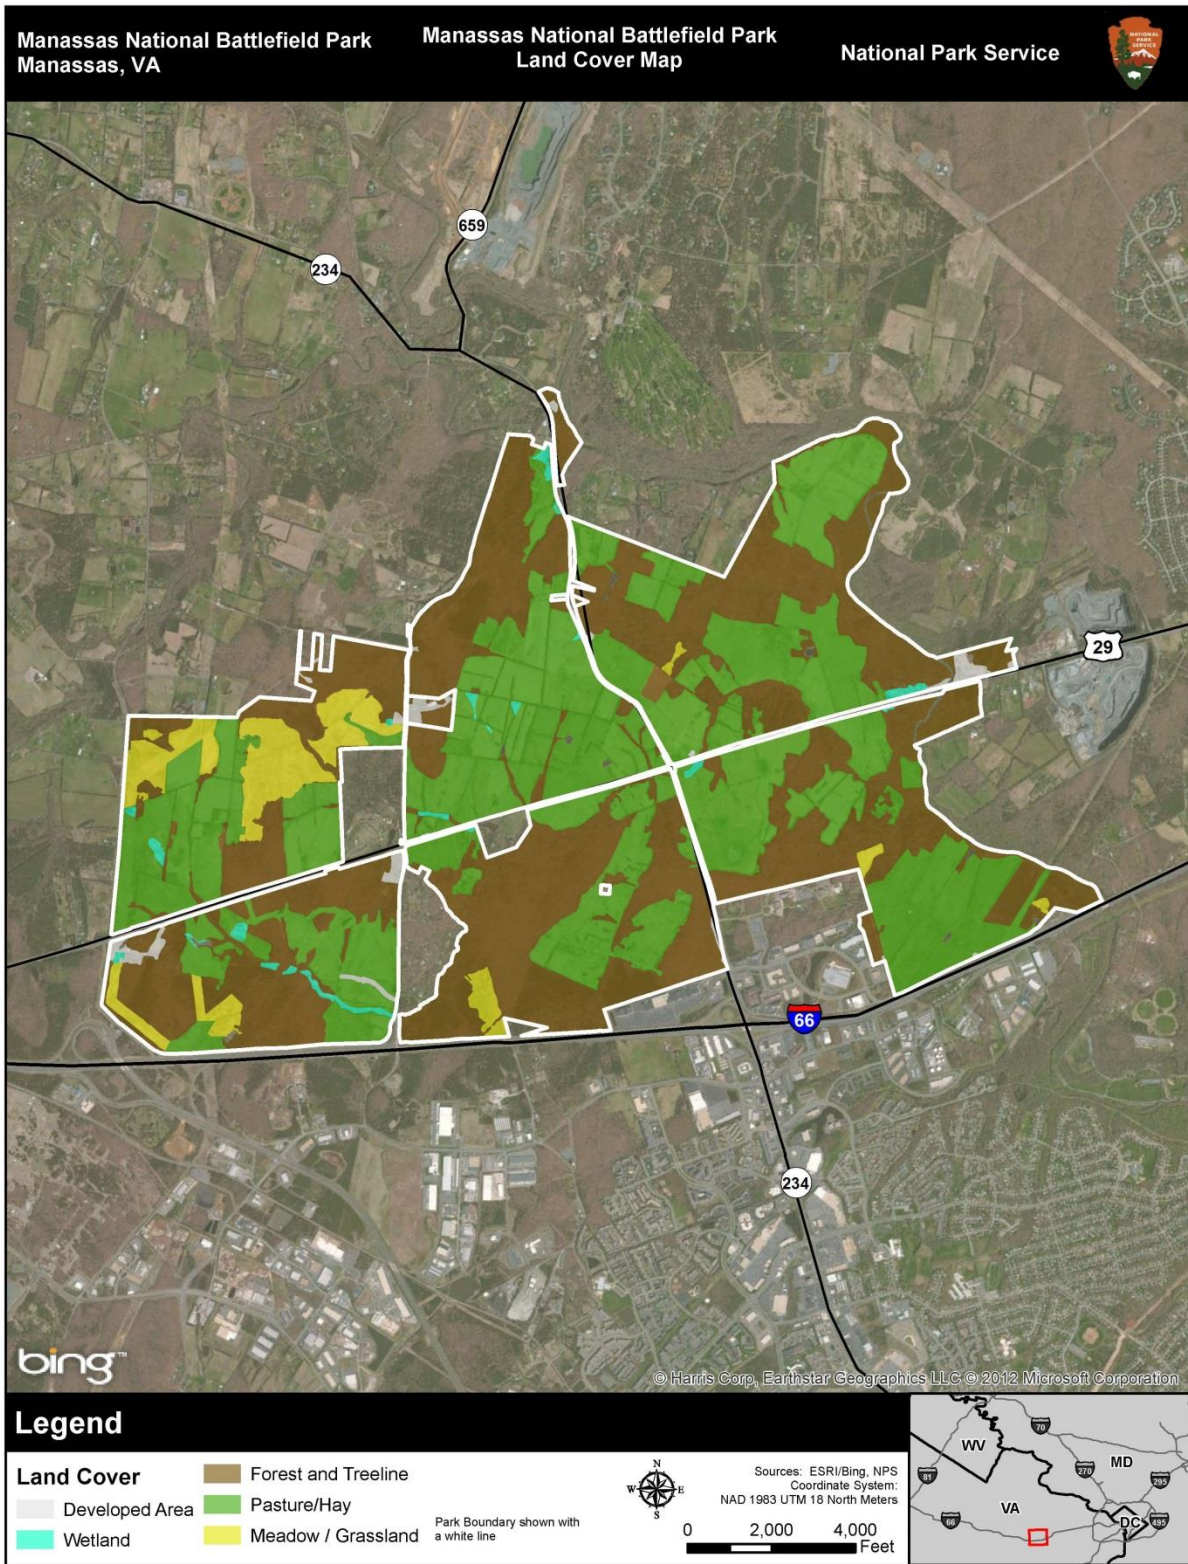 Manassas National Battlefield Park
Manassas, VA
Manassas National Battlefield Park
Land Cover Map
National Park Service
NATIONAL
PARK
SERVICE
659
234
29
66
234
bing™
© Harris Corp, Earthstar Geographics LLC © 2012 Microsoft Corporation
Legend
Land Cover
Developed Area
Wetland
Forest and Treeline
Pasture/Hay
Meadow / Grassland
Park Boundary shown with
a white line
N
W E
S
Sources: ESRI/Bing, NPS
Coordinate System:
NAD 1983 UTM 18 North Meters
0 2,000 4,000
Feet
WV
70
MD
81
270
295
VA
66
DC
495